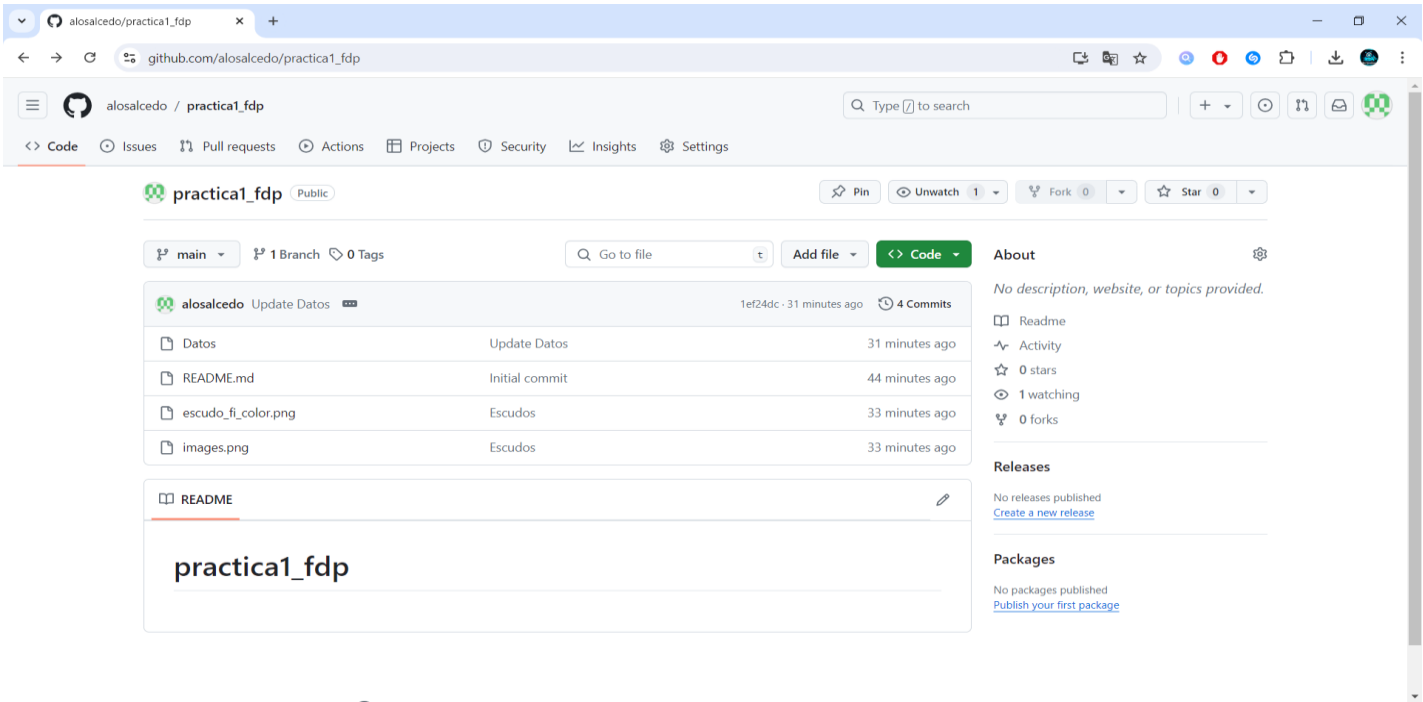 alosalcedo/practica1_fdp
github.com/alosalcedo/practica1_fdp
alosalcedo / practica1_fdp
Type / to search
Code Issues Pull requests Actions Projects Security Insights Settings
practica1_fdp Public
Pin Unwatch 1 Fork 0 Star 0
main 1 Branch 0 Tags Go to file t Add file Code
alosalcedo Update Datos 1ef24dc · 31 minutes ago 4 Commits
Datos Update Datos 31 minutes ago
README.md Initial commit 44 minutes ago
escudo_fi_color.png Escudos 33 minutes ago
images.png Escudos 33 minutes ago
README
practica1_fdp
About
No description, website, or topics provided.
Readme
Activity
0 stars
1 watching
0 forks
Releases
No releases published
Create a new release
Packages
No packages published
Publish your first package